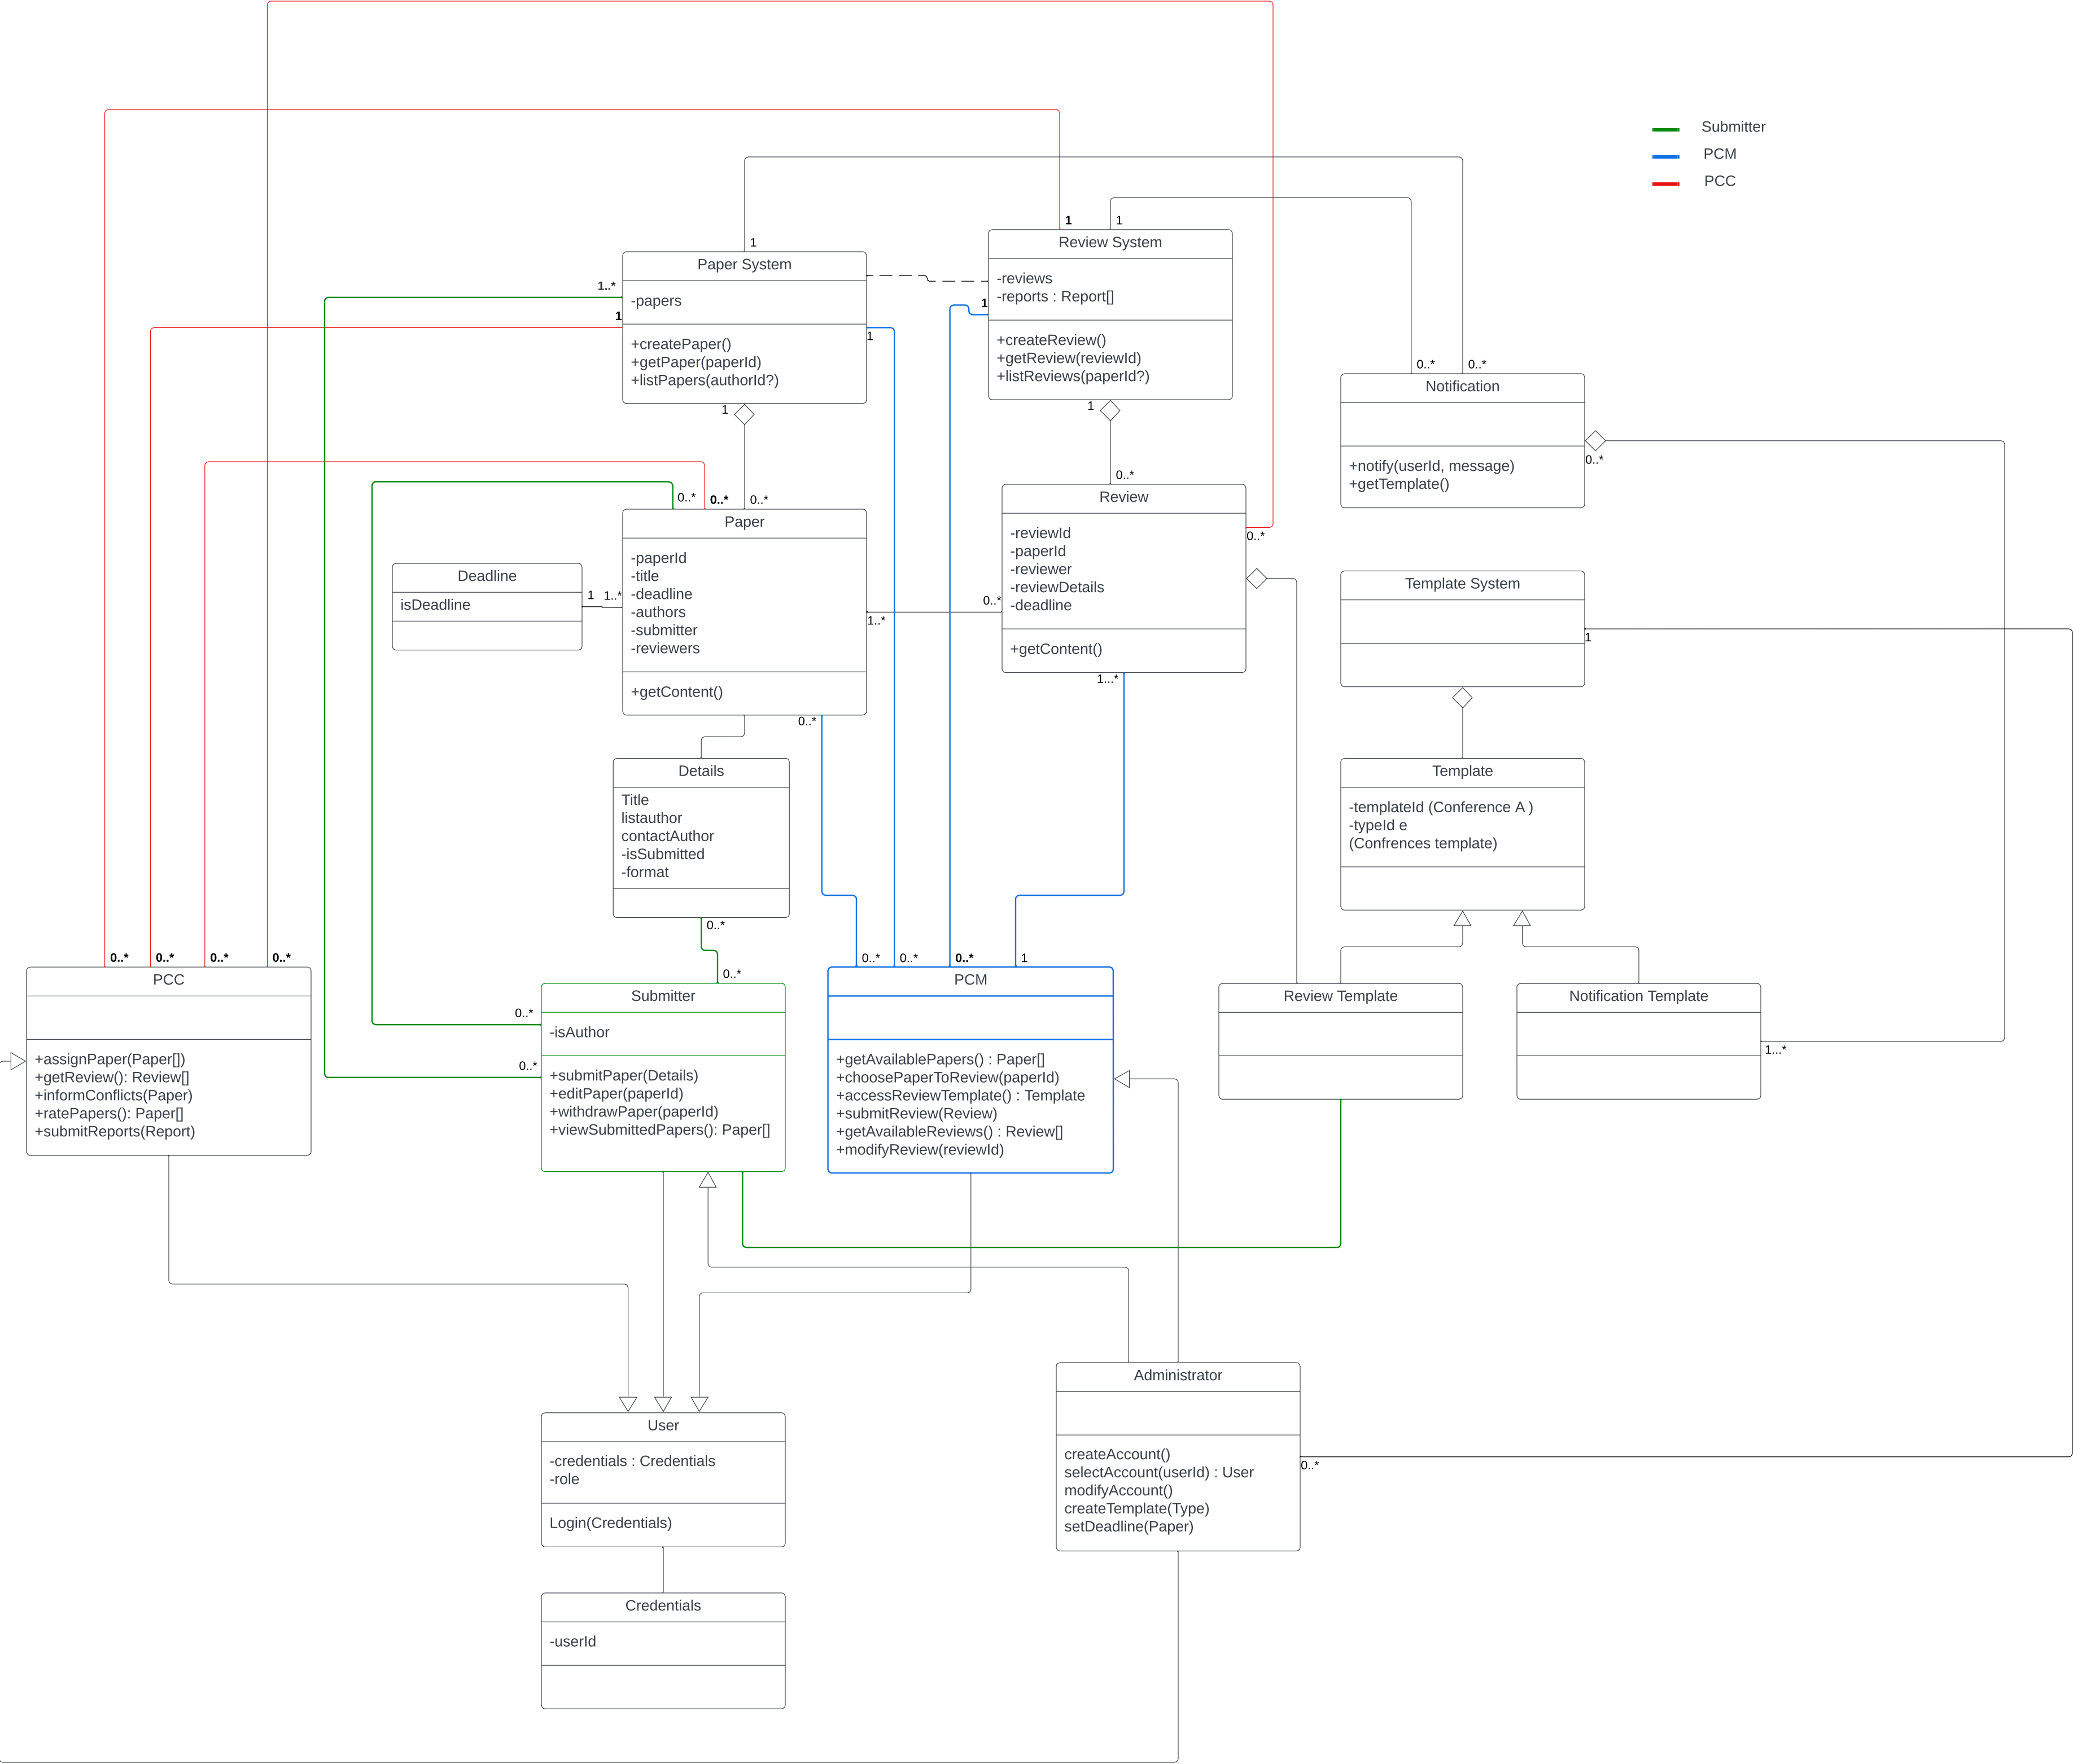 Submitter
PCM
PCC
1
1
1
Review System
-reviews
-reports : Report[]
+createReview()
+getReview(reviewId)
+listReviews(paperId?)
Paper System
-papers
+createPaper()
+getPaper(paperId)
+listPapers(authorId?)
1..*
1
1
1
0..*
0..*
Notification
+notify(userId, message)
+getTemplate()
0..*
1
1
0..*
0..*
0..*
0..*
Paper
-paperId
-title
-deadline
-authors
-submitter
-reviewers
+getContent()
Review
-reviewId
-paperId
-reviewer
-reviewDetails
-deadline
+getContent()
0..*
Deadline
isDeadline
1
1..*
0..*
1..*
Template System
1
1...*
0..*
Details
Title
listauthor
contactAuthor
-isSubmitted
-format
0..*
Template
-templateId (Conference A )
-typeId e
(Confrences template)
0..*
0..*
0..*
0..*
0..*
0..*
0..*
0..*
1
PCC
+assignPaper(Paper[])
+getReview(): Review[]
+informConflicts(Paper)
+ratePapers(): Paper[]
+submitReports(Report)
0..*
0..*
Submitter
-isAuthor
+submitPaper(Details)
+editPaper(paperId)
+withdrawPaper(paperId)
+viewSubmittedPapers(): Paper[]
PCM
+getAvailablePapers() : Paper[]
+choosePaperToReview(paperId)
+accessReviewTemplate() : Template
+submitReview(Review)
+getAvailableReviews() : Review[]
+modifyReview(reviewId)
Review Template
Notification Template
1...*
Administrator
createAccount()
selectAccount(userId) : User
modifyAccount()
createTemplate(Type)
setDeadline(Paper)
0..*
User
-credentials : Credentials
-role
Login(Credentials)
Credentials
-userId